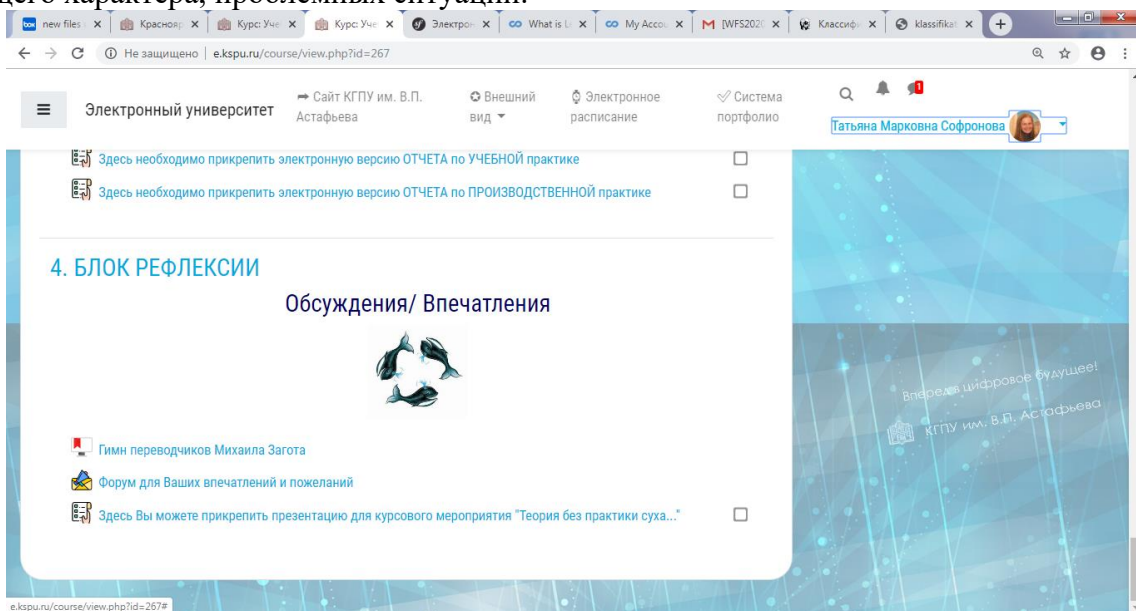 щего характера, проблемных ситуаций.
new files Красноя Курс: Уче Курс: Уче Электрон What is My Accou [WFS2020 Классифи klassifikat
Не защищено e.kspu.ru/course/view.php?id=267
Электронный университет
Сайт КГПУ им. В.П. Астафьева
Внешний вид
Электронное расписание
Система портфолио
1
Татьяна Марковна Софронова
Здесь необходимо прикрепить электронную версию ОТЧЕТА по УЧЕБНОЙ практике
Здесь необходимо прикрепить электронную версию ОТЧЕТА по ПРОИЗВОДСТВЕННОЙ практике
4. БЛОК РЕФЛЕКСИИ
Обсуждения/ Впечатления
Гимн переводчиков Михаила Загота
Форум для Ваших впечатлений и пожеланий
Здесь Вы можете прикрепить презентацию для курсового мероприятия "Теория без практики суха..."
Вперед в цифровое будущее!
КГПУ им. В.П. Астафьева
e.kspu.ru/course/view.php?id=267#